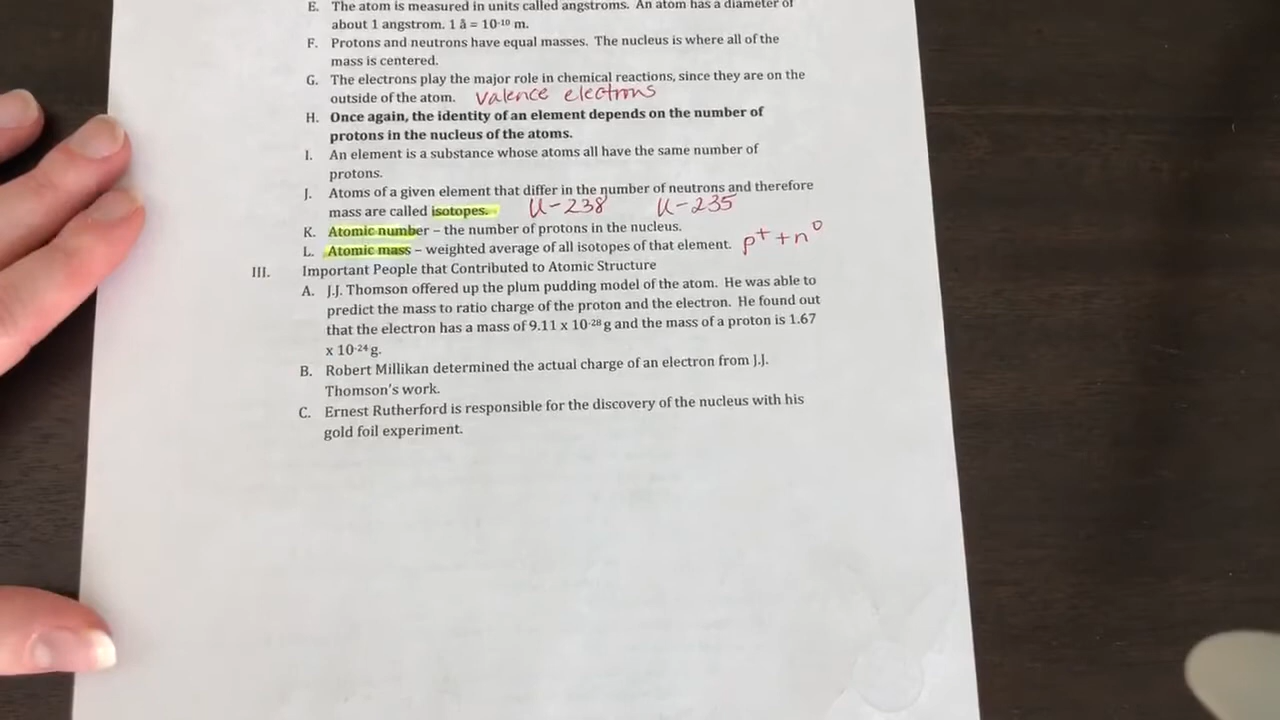 E. The atom is measured in units called angstroms. An atom has a diameter of
about 1 angstrom. 1 å = 10⁻¹⁰ m.
F. Protons and neutrons have equal masses. The nucleus is where all of the
mass is centered.
G. The electrons play the major role in chemical reactions, since they are on the
outside of the atom. valence electrons
H. Once again, the identity of an element depends on the number of
protons in the nucleus of the atoms.
I. An element is a substance whose atoms all have the same number of
protons.
J. Atoms of a given element that differ in the number of neutrons and therefore
mass are called isotopes. U-238 U-235
K. Atomic number – the number of protons in the nucleus.
L. Atomic mass – weighted average of all isotopes of that element. p⁺ + n⁰
III. Important People that Contributed to Atomic Structure
A. J.J. Thomson offered up the plum pudding model of the atom. He was able to
predict the mass to ratio charge of the proton and the electron. He found out
that the electron has a mass of 9.11 x 10⁻²⁸ g and the mass of a proton is 1.67
x 10⁻²⁴ g.
B. Robert Millikan determined the actual charge of an electron from J.J.
Thomson's work.
C. Ernest Rutherford is responsible for the discovery of the nucleus with his
gold foil experiment.